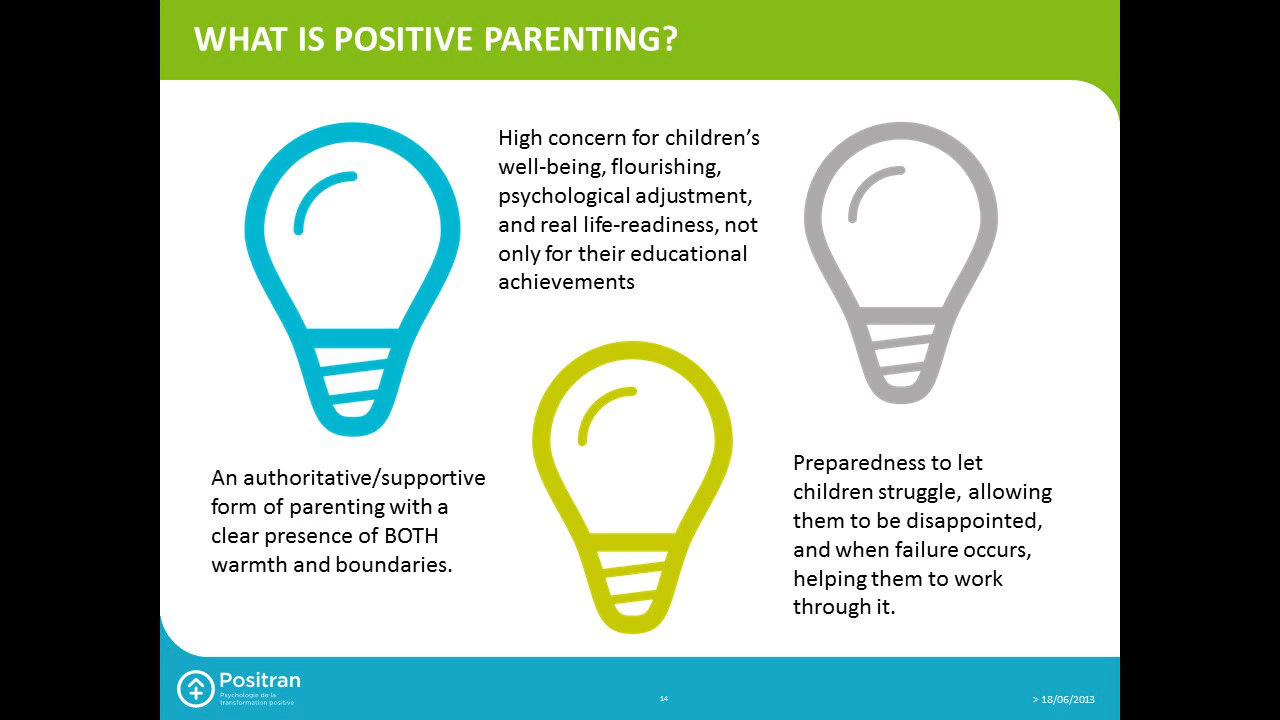 WHAT IS POSITIVE PARENTING?
High concern for children’s
well-being, flourishing,
psychological adjustment,
and real life-readiness, not
only for their educational
achievements
An authoritative/supportive
form of parenting with a
clear presence of BOTH
warmth and boundaries.
Preparedness to let
children struggle, allowing
them to be disappointed,
and when failure occurs,
helping them to work
through it.
Positran
Psychologie de la
transformation positive
14
> 18/06/2013